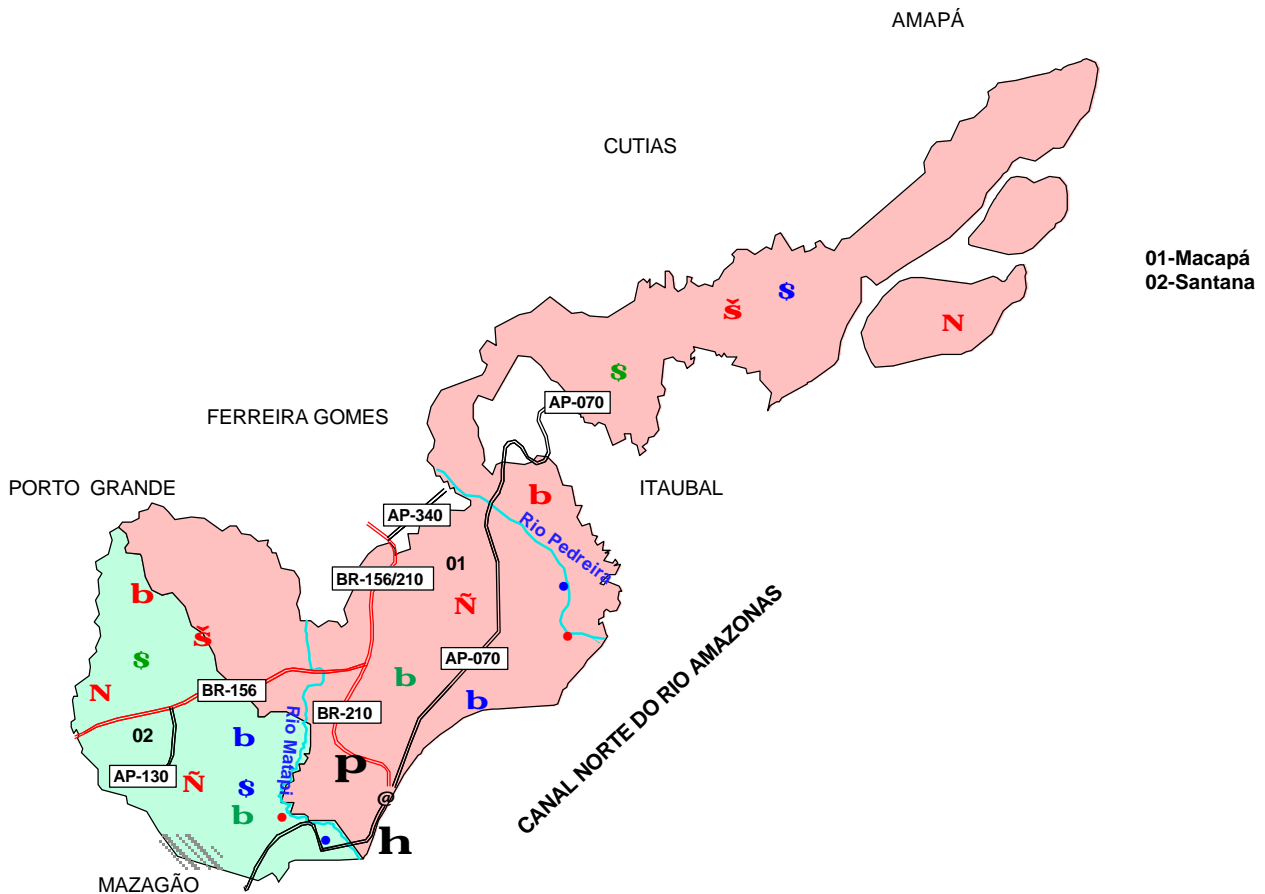 AMAPÁ
CUTIAS
01-Macapá
02-Santana
$
š
N
$
AP-070
FERREIRA GOMES
PORTO GRANDE
ITAUBAL
b
AP-340
Rio Pedreira
01
BR-156/210
b
Ñ
š
$
AP-070
b
N
BR-156
b
BR-210
Rio Matapi
02
b
CANAL NORTE DO RIO AMAZONAS
p
AP-130
Ñ
$
@
b
h
MAZAGÃO